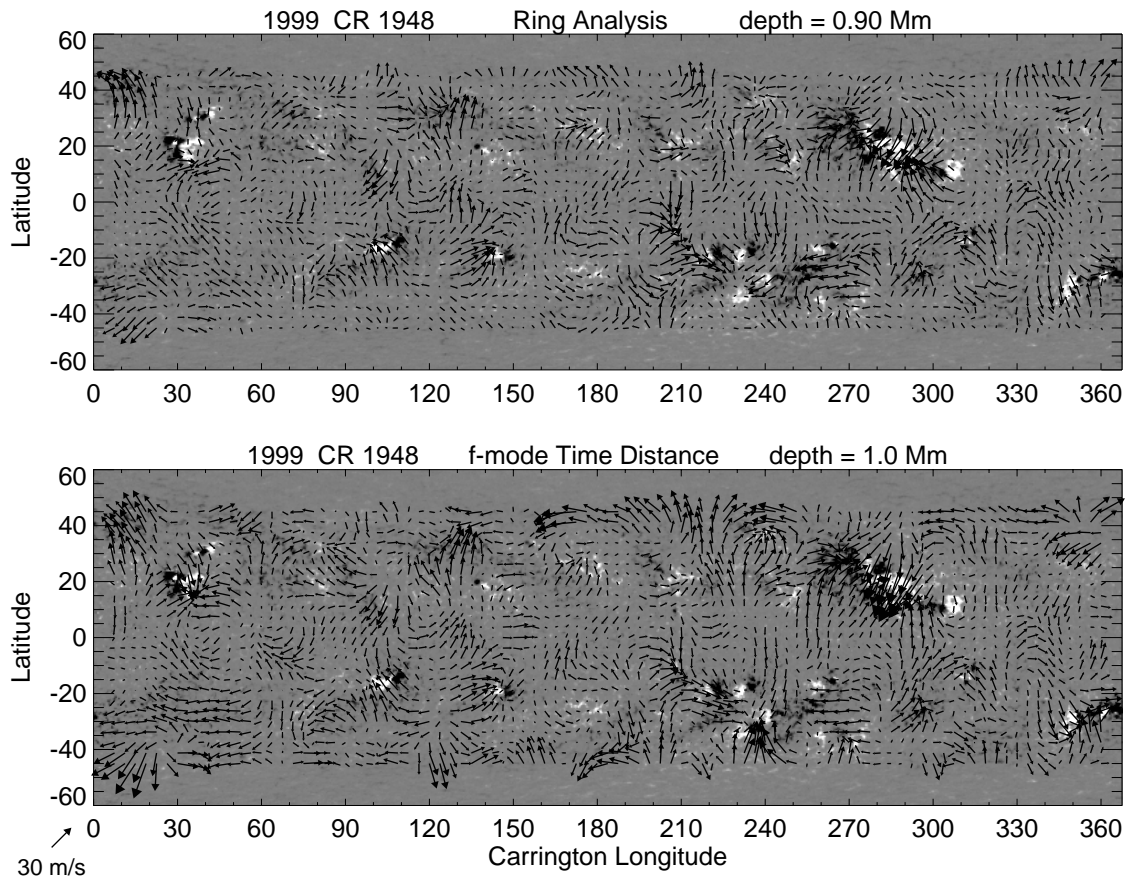 1999 CR 1948 Ring Analysis depth = 0.90 Mm
60
40
20
0
-20
-40
-60
Latitude
0 30 60 90 120 150 180 210 240 270 300 330 360
1999 CR 1948 f-mode Time Distance depth = 1.0 Mm
60
40
20
0
-20
-40
-60
Latitude
0 30 60 90 120 150 180 210 240 270 300 330 360
Carrington Longitude
30 m/s